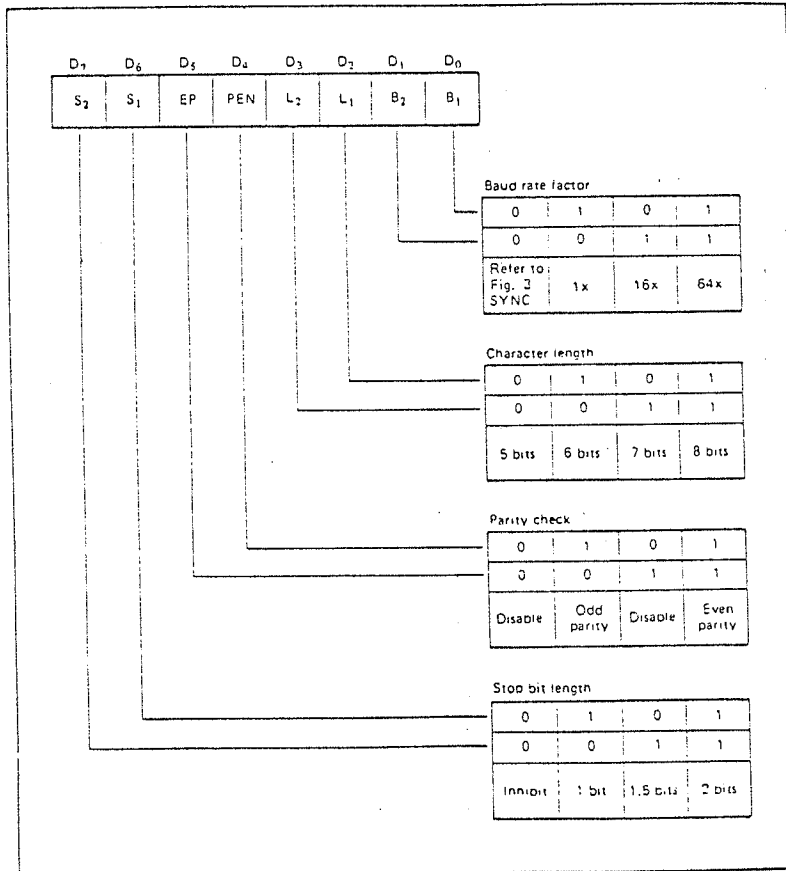 D₇ D₆ D₅ D₄ D₃ D₂ D₁ D₀
S₂ S₁ EP PEN L₂ L₁ B₂ B₁
Baud rate factor
0 1 0 1
0 0 1 1
Refer to
Fig. 3
SYNC
1x 16x 64x
Character length
0 1 0 1
0 0 1 1
5 bits 6 bits 7 bits 8 bits
Parity check
0 1 0 1
0 0 1 1
Disable Odd
parity Disable Even
parity
Stop bit length
0 1 0 1
0 0 1 1
Inhibit 1 bit 1.5 bits 2 bits